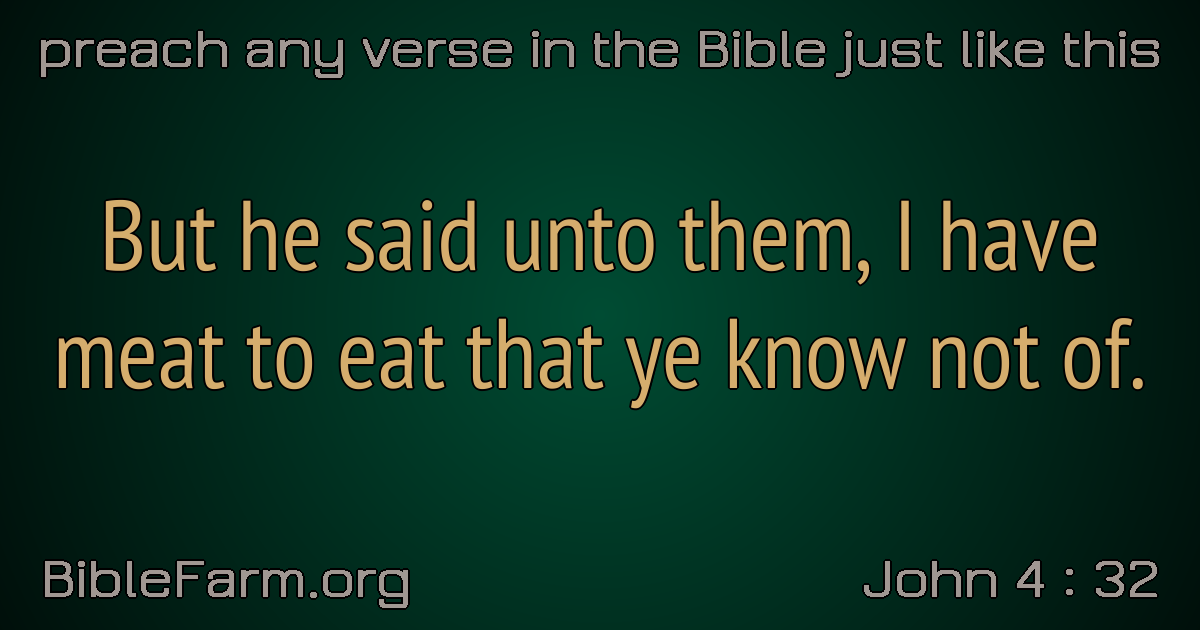 preach any verse in the Bible just like this
But he said unto them, I have
meat to eat that ye know not of.
BibleFarm.org
John 4 : 32